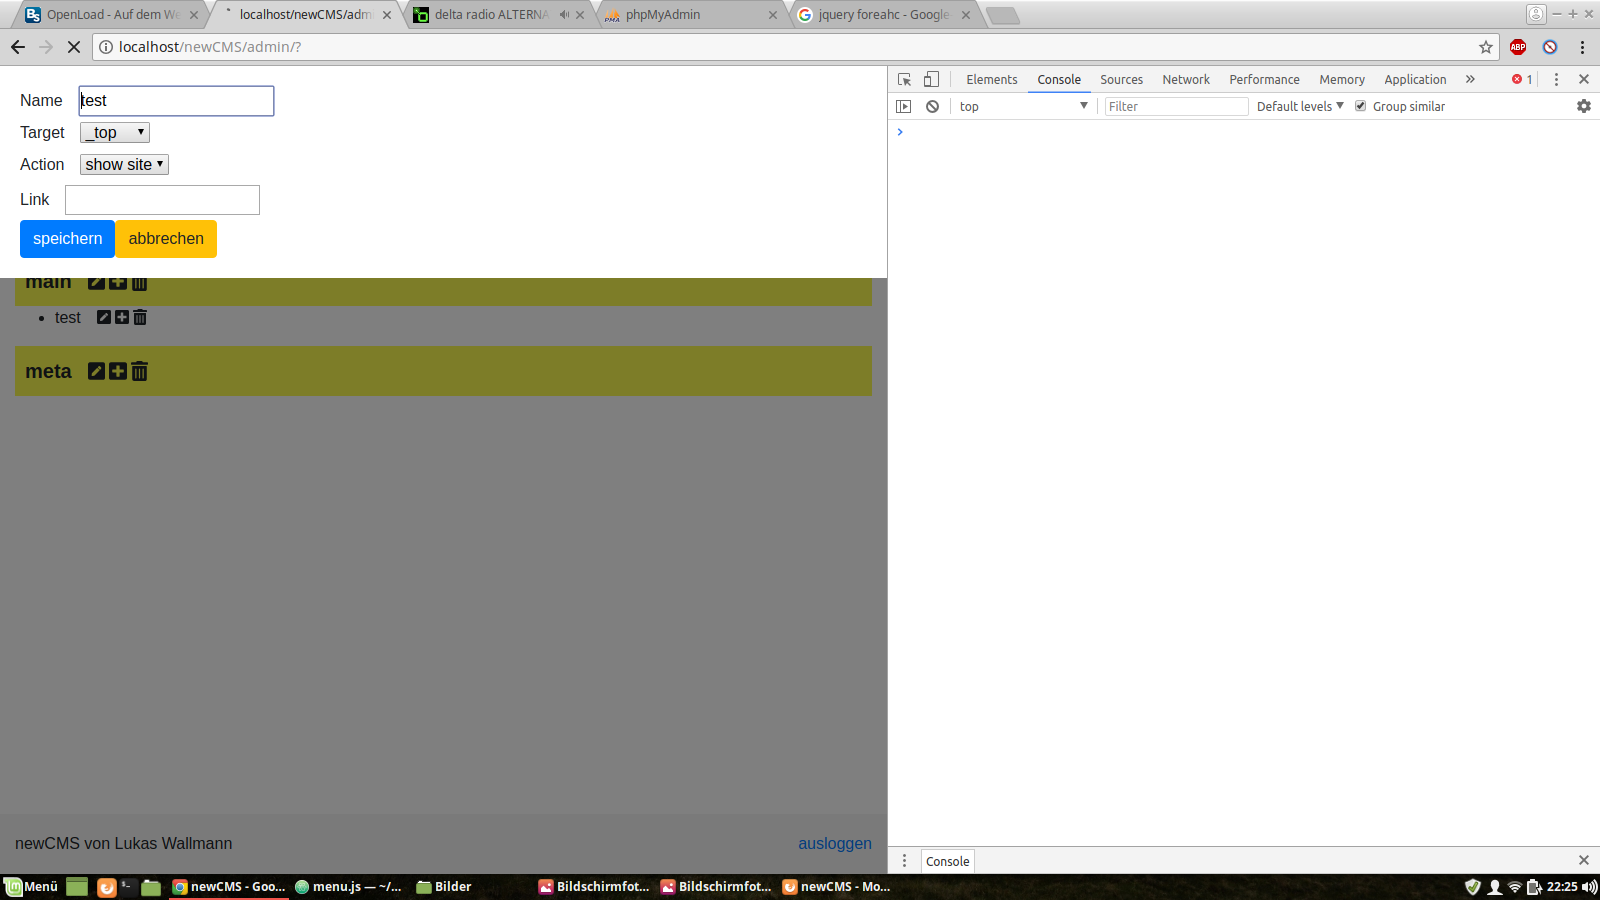 OpenLoad - Auf dem We
localhost/newCMS/adm
delta radio ALTERNA
phpMyAdmin
jquery foreahc - Google
localhost/newCMS/admin/?
ABP
Elements Console Sources Network Performance Memory Application » 1
top Filter Default levels Group similar
Name test
Target _top
Action show site
Link
speichern abbrechen
main
test
meta
newCMS von Lukas Wallmann ausloggen
Console
Menü newCMS - Goo... menu.js — ~/... Bilder Bildschirmfot... Bildschirmfot... newCMS - Mo... 22:25